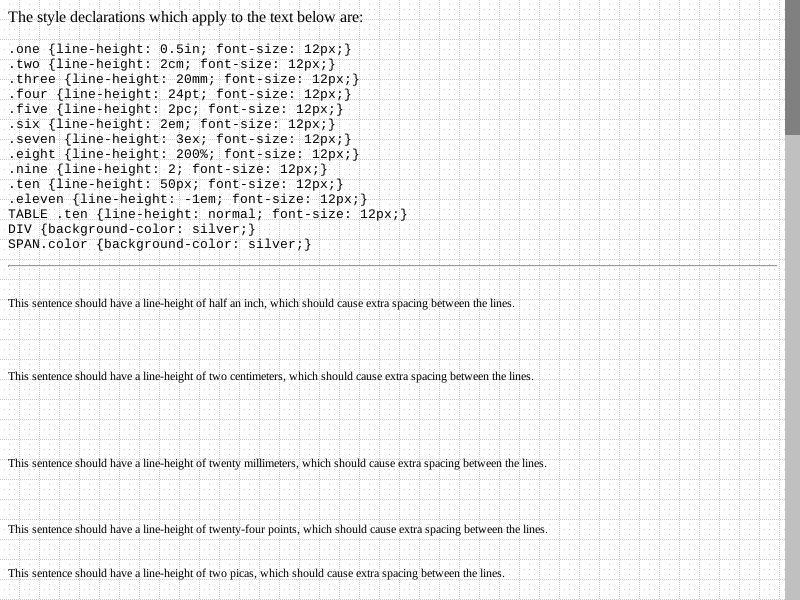 The style declarations which apply to the text below are:
.one {line-height: 0.5in; font-size: 12px;}
.two {line-height: 2cm; font-size: 12px;}
.three {line-height: 20mm; font-size: 12px;}
.four {line-height: 24pt; font-size: 12px;}
.five {line-height: 2pc; font-size: 12px;}
.six {line-height: 2em; font-size: 12px;}
.seven {line-height: 3ex; font-size: 12px;}
.eight {line-height: 200%; font-size: 12px;}
.nine {line-height: 2; font-size: 12px;}
.ten {line-height: 50px; font-size: 12px;}
.eleven {line-height: -1em; font-size: 12px;}
TABLE .ten {line-height: normal; font-size: 12px;}
DIV {background-color: silver;}
SPAN.color {background-color: silver;}
This sentence should have a line-height of half an inch, which should cause extra spacing between the lines.
This sentence should have a line-height of two centimeters, which should cause extra spacing between the lines.
This sentence should have a line-height of twenty millimeters, which should cause extra spacing between the lines.
This sentence should have a line-height of twenty-four points, which should cause extra spacing between the lines.
This sentence should have a line-height of two picas, which should cause extra spacing between the lines.